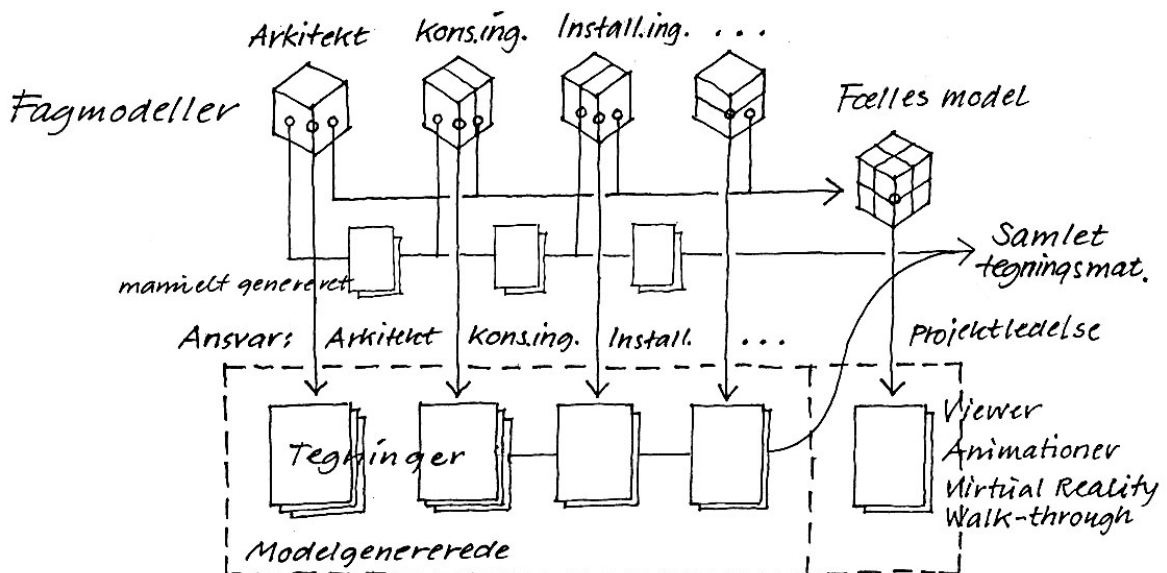 Arkitekt Kons.ing. Install.ing. ...
Fagmodeller
Fælles model
Samlet
tegningsmat.
manuelt genereret
Ansvar: Arkitekt Kons.ing. Install. ... Projektledelse
Tegninger
Viewer
Animationer
Virtual Reality
Walk-through
Modelgenererede